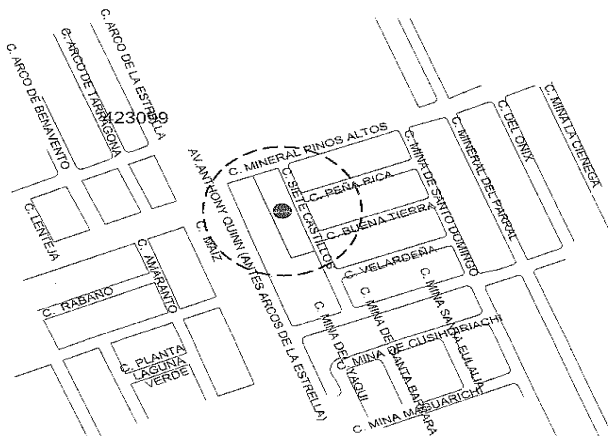 C. ARCO DE LA ESTRELLA
C. ARCO DE TARRAGONA
C. ARCO DE BENAVENTO
423099
C. LENTEJA
AV. ANTHONY QUINN (ANTES ARCOS DE LA ESTRELLA)
C. MAIZ
C. MINERAL PINOS ALTOS
C. SIETE CASTILLOS
C. PEÑA RICA
C. BUENA TIERRA
C. VELARDEÑA
C. MINA DE SANTO DOMINGO
C. MINERAL DEL PARRAL
C. DEL ONIX
C. MINA LA CIENEGA
C. AMARANTO
C. RABANO
C. PLANTA
LAGUNA
VERDE
C. MINA DEL YAQUI
C. MINA DE SANTA BARBARA
C. MINA SANTA EULALIA
MINA DE CUSIHUIRIACHI
C. MINA MAGUARICHI